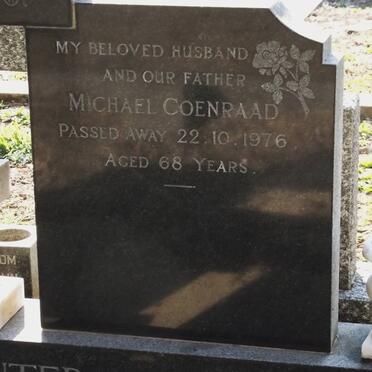 MY BELOVED HUSBAND
AND OUR FATHER
MICHAEL COENRAAD
PASSED AWAY 22.10.1976
AGED 68 YEARS.